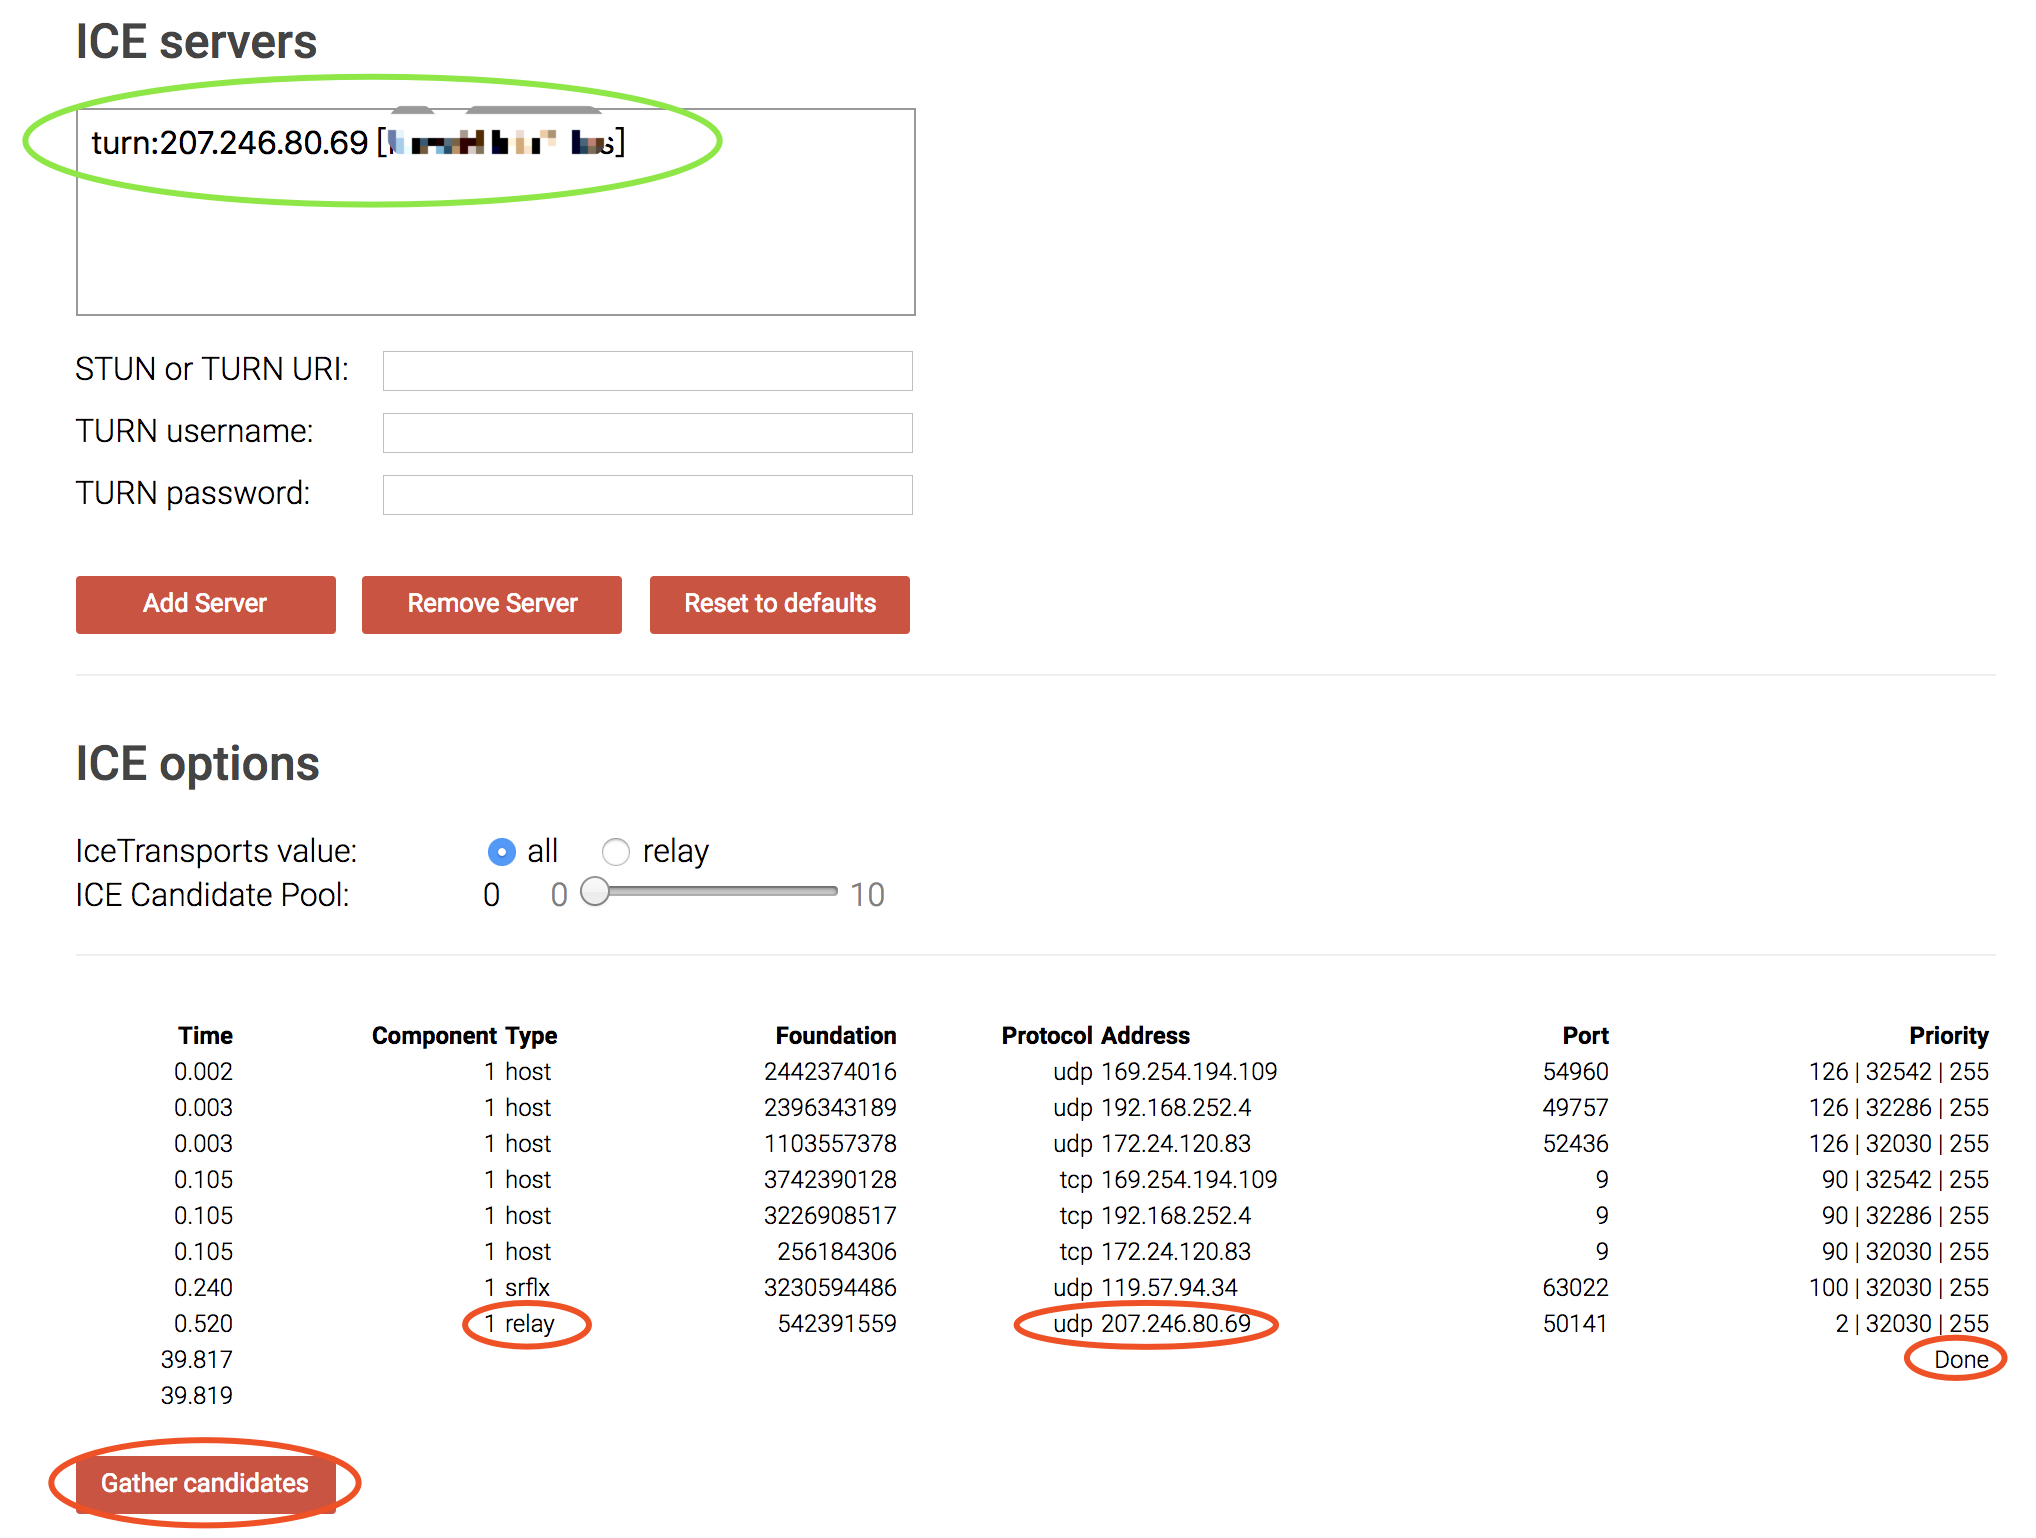 ICE servers
turn:207.246.80.69 [
STUN or TURN URI:
TURN username:
TURN password:
Add Server Remove Server Reset to defaults
ICE options
IceTransports value: all relay
ICE Candidate Pool: 0 0 10
Time Component Type Foundation Protocol Address Port Priority
0.002 1 host 2442374016 udp 169.254.194.109 54960 126 | 32542 | 255
0.003 1 host 2396343189 udp 192.168.252.4 49757 126 | 32286 | 255
0.003 1 host 1103557378 udp 172.24.120.83 52436 126 | 32030 | 255
0.105 1 host 3742390128 tcp 169.254.194.109 9 90 | 32542 | 255
0.105 1 host 3226908517 tcp 192.168.252.4 9 90 | 32286 | 255
0.105 1 host 256184306 tcp 172.24.120.83 9 90 | 32030 | 255
0.240 1 srflx 3230594486 udp 119.57.94.34 63022 100 | 32030 | 255
0.520 1 relay 542391559 udp 207.246.80.69 50141 2 | 32030 | 255
39.817 Done
39.819
Gather candidates